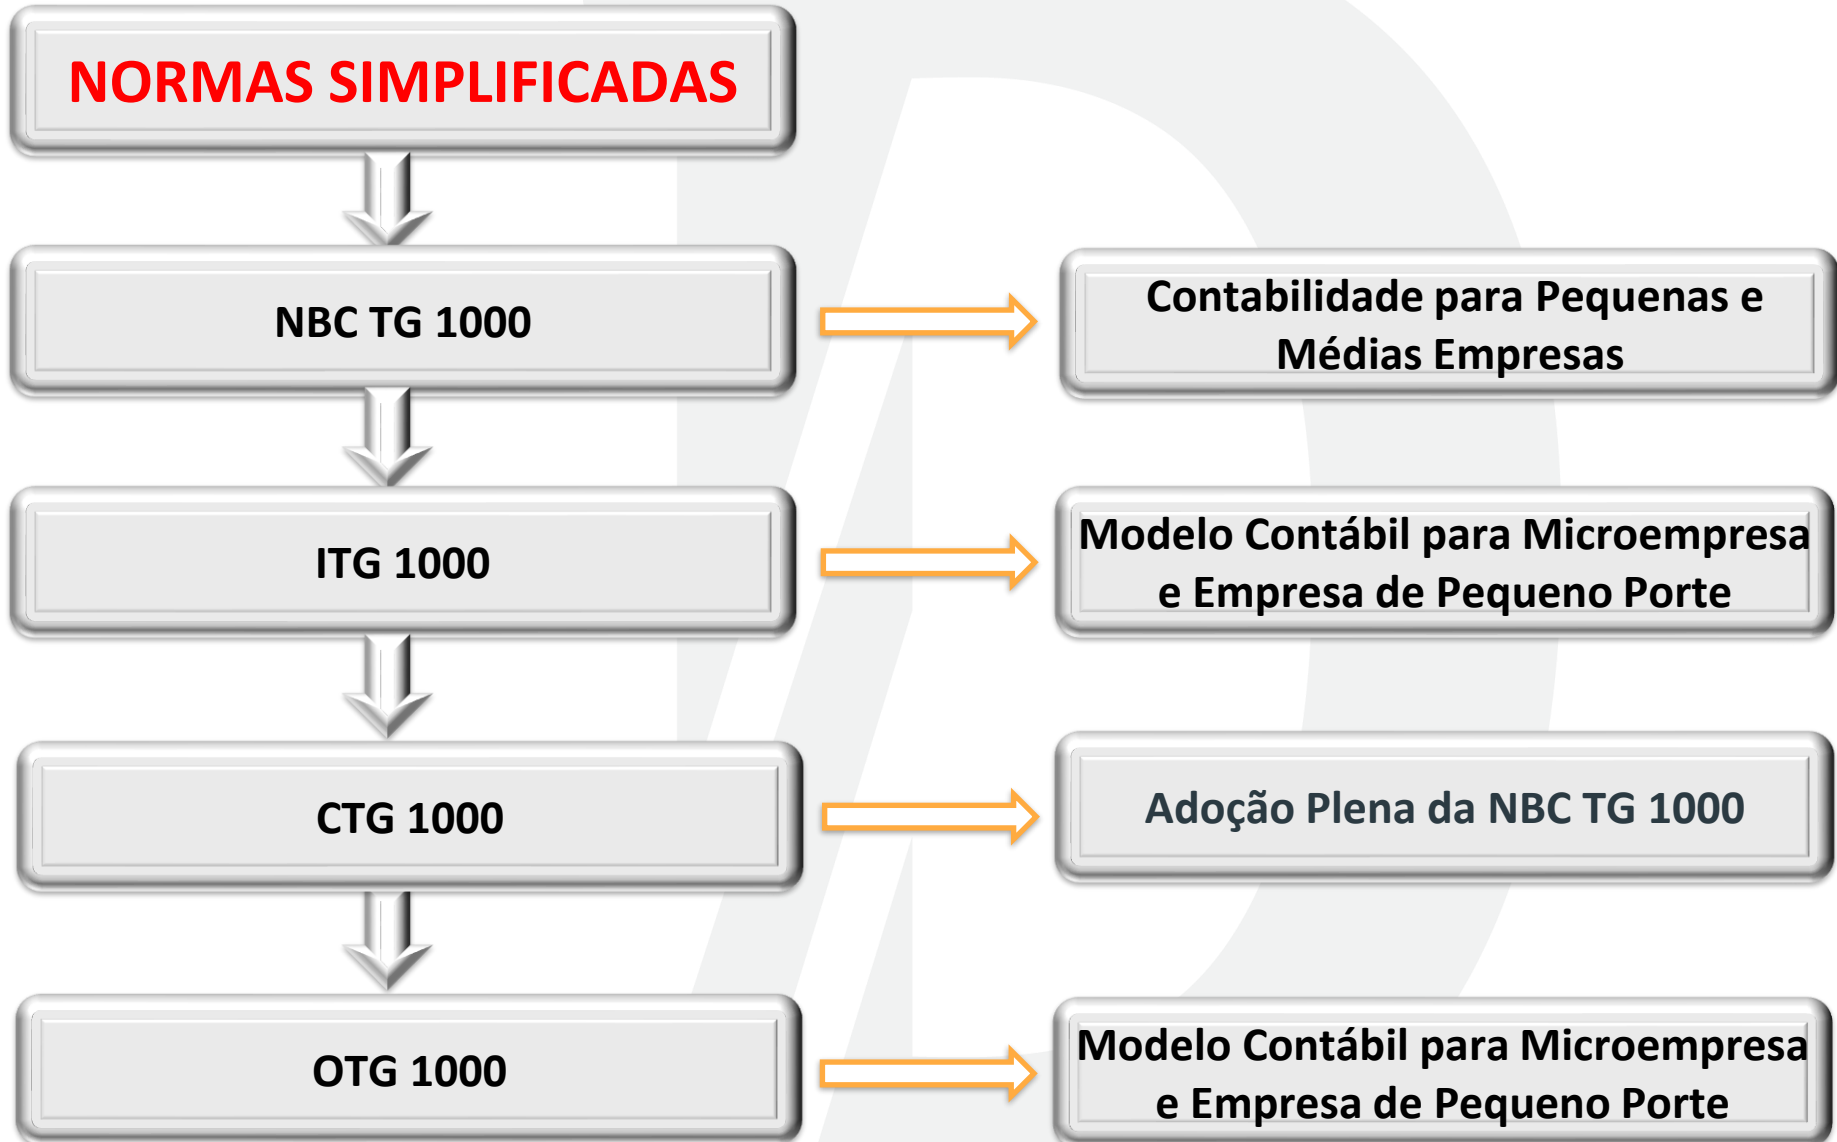 NORMAS SIMPLIFICADAS
NBC TG 1000
Contabilidade para Pequenas e
Médias Empresas
ITG 1000
Modelo Contábil para Microempresa
e Empresa de Pequeno Porte
CTG 1000
Adoção Plena da NBC TG 1000
OTG 1000
Modelo Contábil para Microempresa
e Empresa de Pequeno Porte